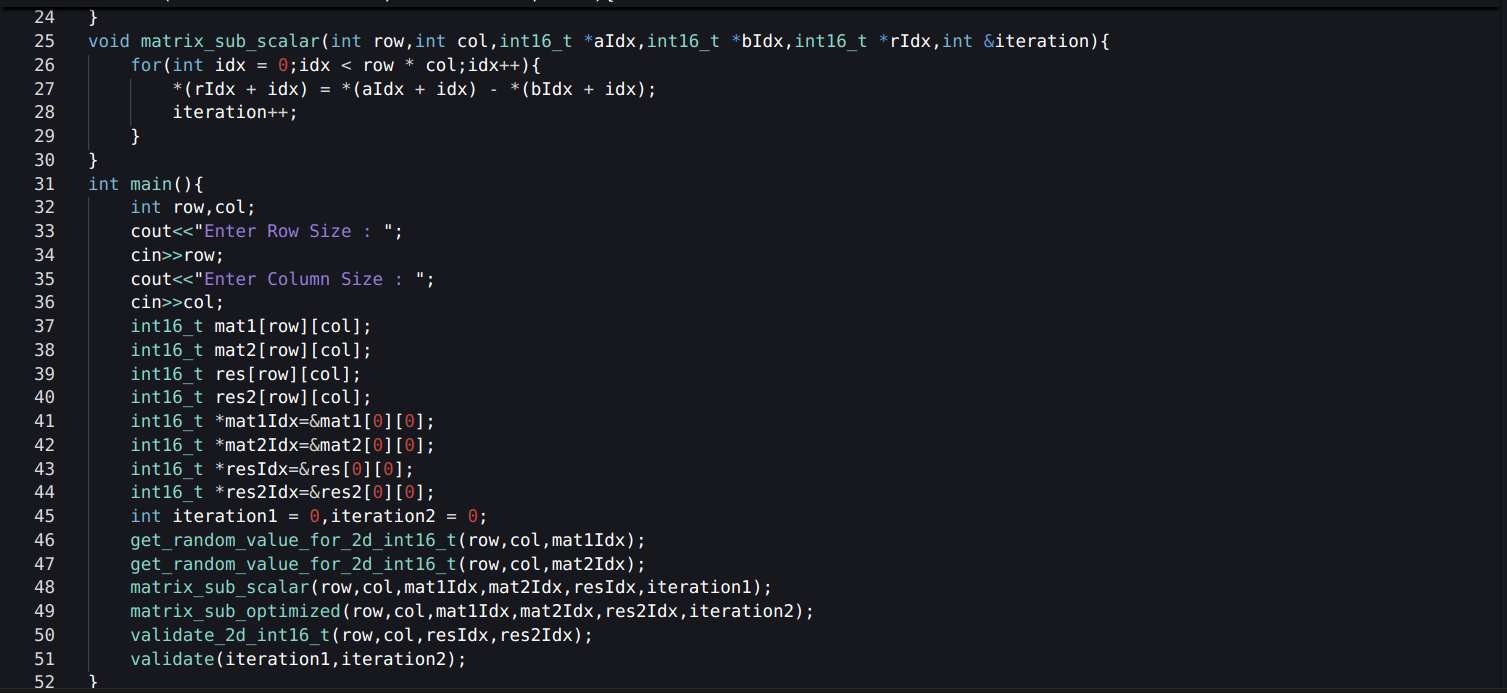 24 }
25 void matrix_sub_scalar(int row,int col,int16_t *aIdx,int16_t *bIdx,int16_t *rIdx,int &iteration){
26 for(int idx = 0;idx < row * col;idx++){
27 *(rIdx + idx) = *(aIdx + idx) - *(bIdx + idx);
28 iteration++;
29 }
30 }
31 int main(){
32 int row,col;
33 cout<<"Enter Row Size : ";
34 cin>>row;
35 cout<<"Enter Column Size : ";
36 cin>>col;
37 int16_t mat1[row][col];
38 int16_t mat2[row][col];
39 int16_t res[row][col];
40 int16_t res2[row][col];
41 int16_t *mat1Idx=&mat1[0][0];
42 int16_t *mat2Idx=&mat2[0][0];
43 int16_t *resIdx=&res[0][0];
44 int16_t *res2Idx=&res2[0][0];
45 int iteration1 = 0,iteration2 = 0;
46 get_random_value_for_2d_int16_t(row,col,mat1Idx);
47 get_random_value_for_2d_int16_t(row,col,mat2Idx);
48 matrix_sub_scalar(row,col,mat1Idx,mat2Idx,resIdx,iteration1);
49 matrix_sub_optimized(row,col,mat1Idx,mat2Idx,res2Idx,iteration2);
50 validate_2d_int16_t(row,col,resIdx,res2Idx);
51 validate(iteration1,iteration2);
52 }